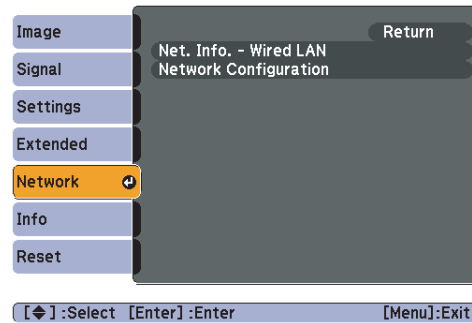 Image
Signal
Settings
Extended
Network
Info
Reset
Return
Net. Info. - Wired LAN
Network Configuration
[ ] :Select [Enter] :Enter [Menu]:Exit